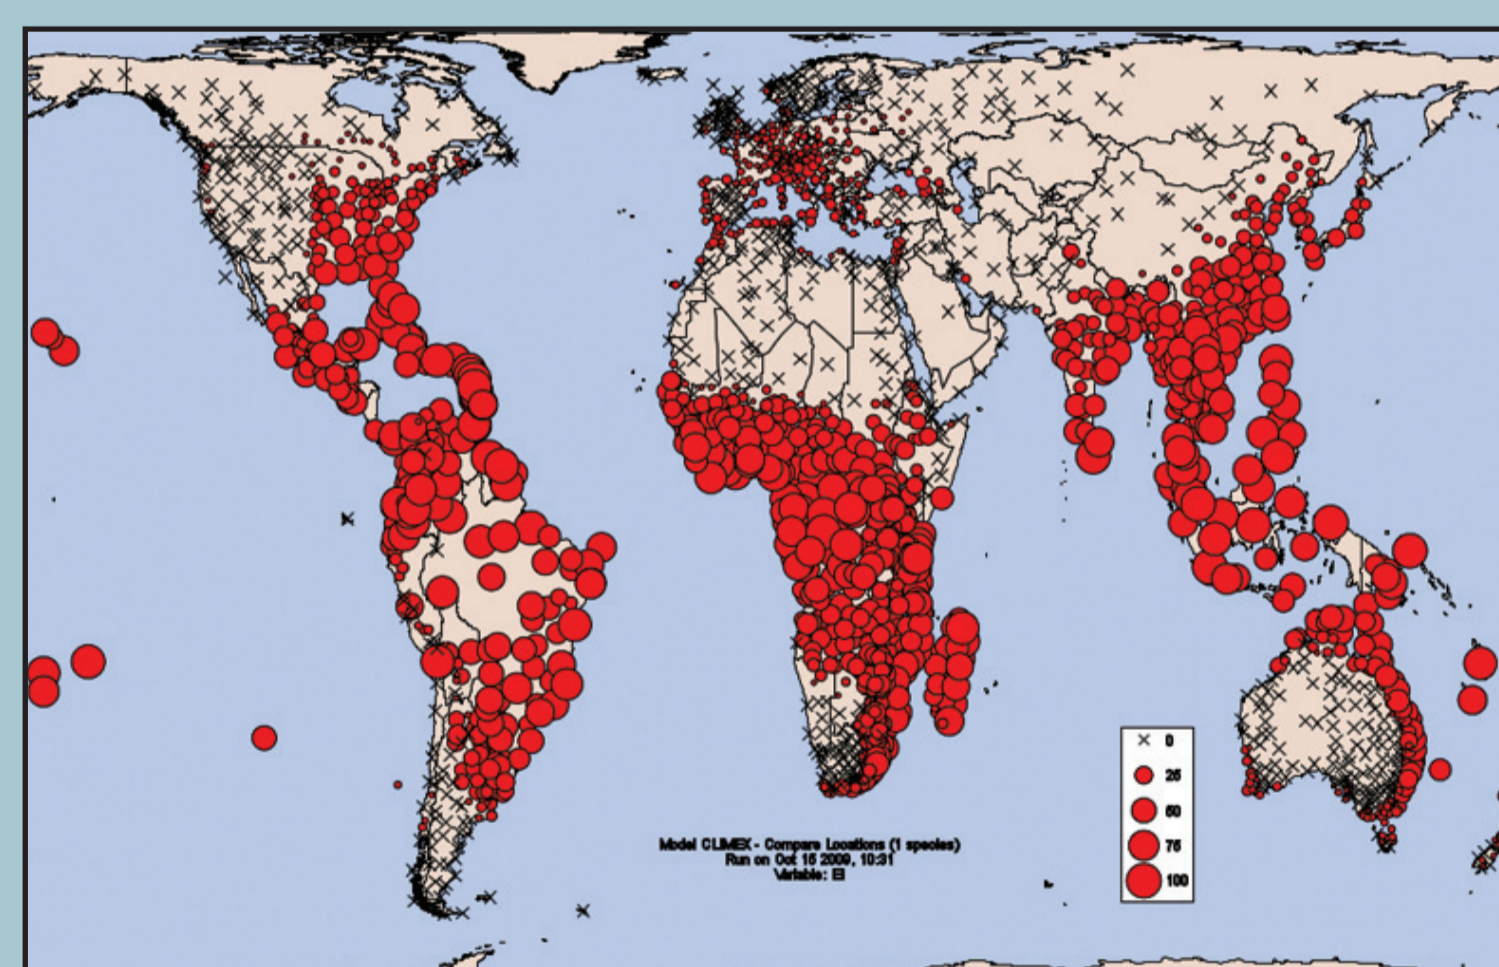 Model CLIMEX - Compare Locations (1 species)
Run on Oct 15 2009, 10:31
Variable: EI
0
25
50
75
100